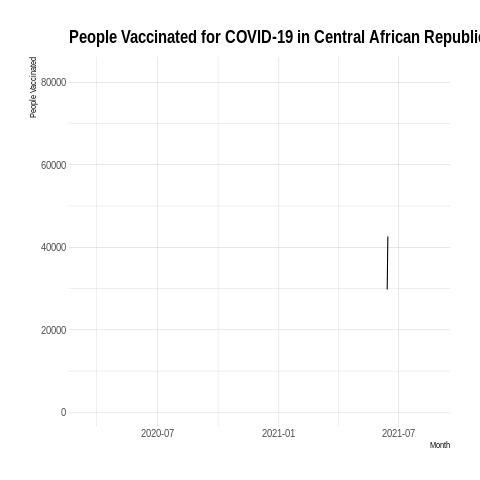 People Vaccinated for COVID-19 in Central African Republi
People Vaccinated
80000
60000
40000
20000
0
2020-07
2021-01
2021-07
Month